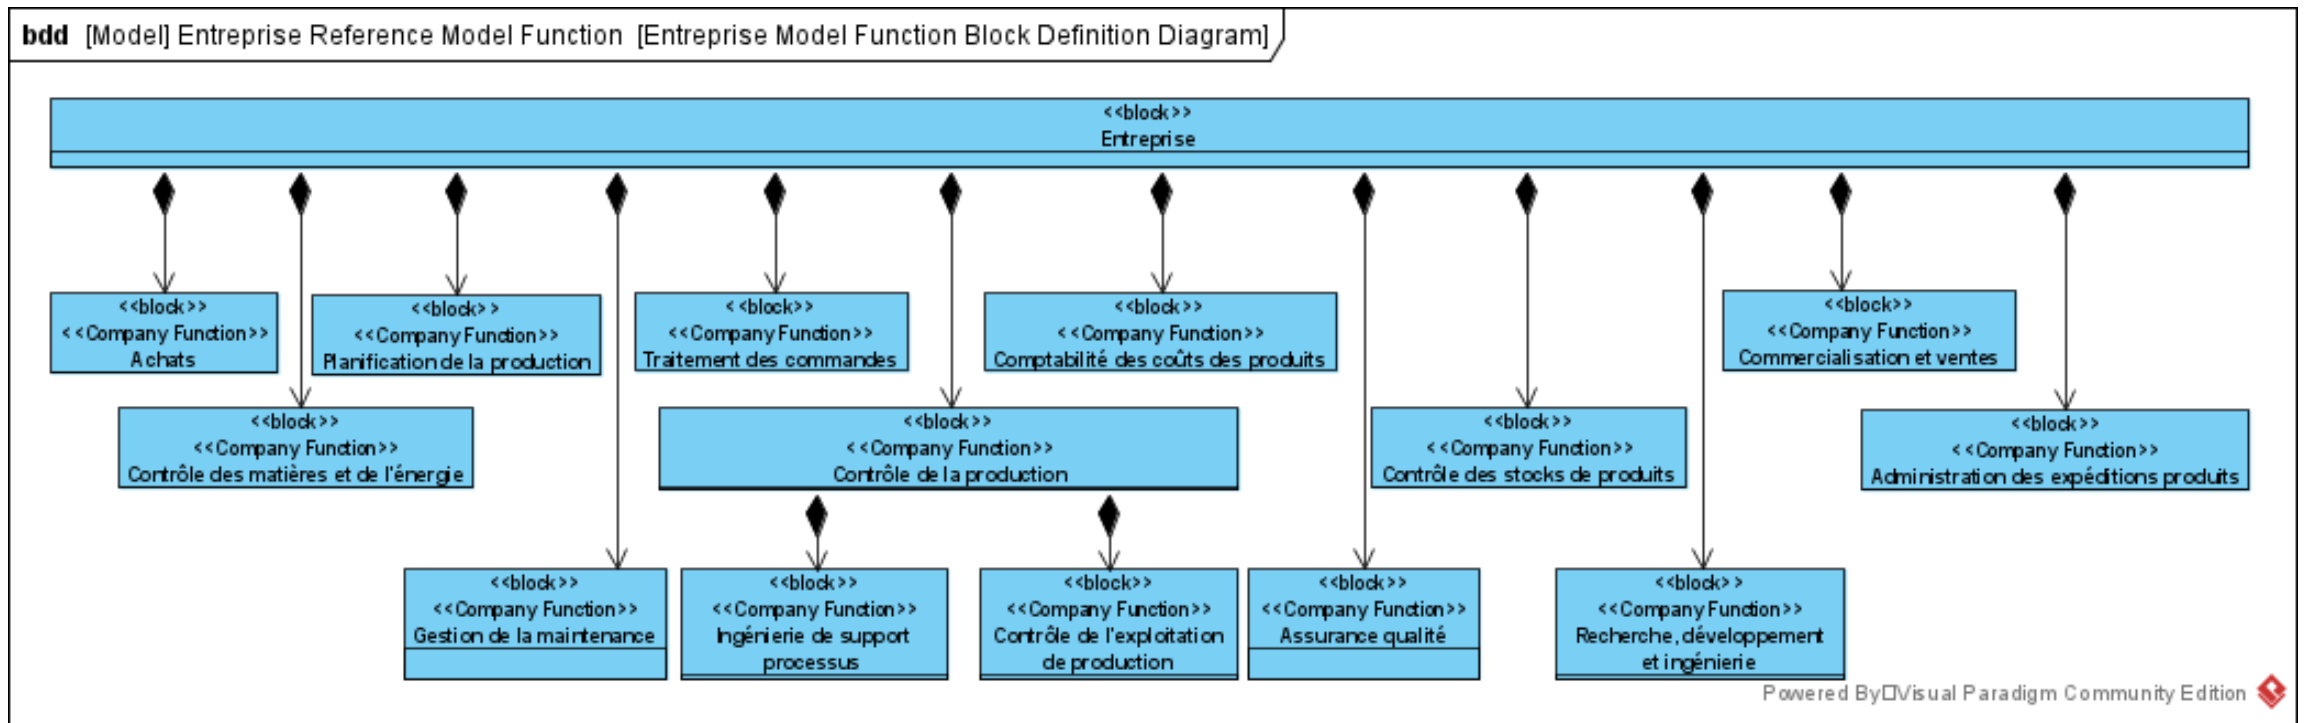 bdd [Model] Entreprise Reference Model Function [Entreprise Model Function Block Definition Diagram]
<<block>>
Entreprise
<<block>>
<<Company Function>>
Achats
<<block>>
<<Company Function>>
Planification de la production
<<block>>
<<Company Function>>
Traitement des commandes
<<block>>
<<Company Function>>
Comptabilité des coûts des produits
<<block>>
<<Company Function>>
Commercialisation et ventes
<<block>>
<<Company Function>>
Contrôle des matières et de l'énergie
<<block>>
<<Company Function>>
Contrôle de la production
<<block>>
<<Company Function>>
Contrôle des stocks de produits
<<block>>
<<Company Function>>
Administration des expéditions produits
<<block>>
<<Company Function>>
Gestion de la maintenance
<<block>>
<<Company Function>>
Ingénierie de support
processus
<<block>>
<<Company Function>>
Contrôle de l'exploitation
de production
<<block>>
<<Company Function>>
Assurance qualité
<<block>>
<<Company Function>>
Recherche, développement
et ingénierie
Powered By□Visual Paradigm Community Edition